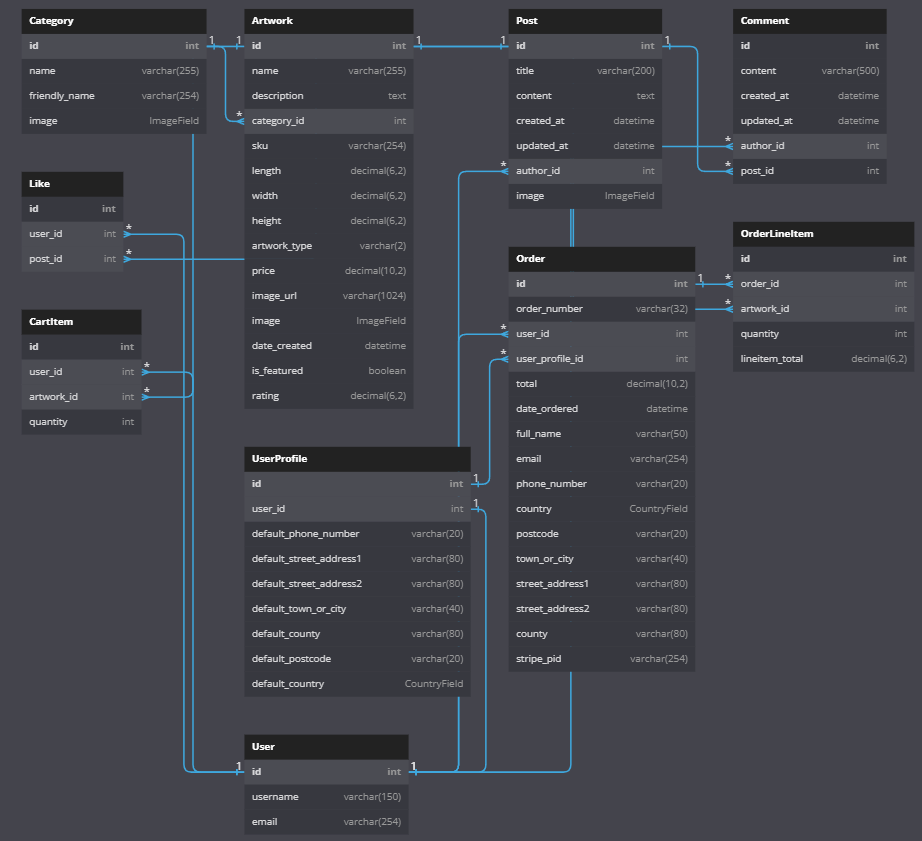 Category
id int
name varchar(255)
friendly_name varchar(254)
image ImageField
1
Artwork
1 id int 1
name varchar(255)
description text
* category_id int
sku varchar(254)
length decimal(6,2)
width decimal(6,2)
height decimal(6,2)
artwork_type varchar(2)
price decimal(10,2)
image_url varchar(1024)
image ImageField
date_created datetime
is_featured boolean
rating decimal(6,2)
Post
1 id int 1
title varchar(200)
content text
created_at datetime
updated_at datetime
* author_id int
image ImageField
Comment
id int
content varchar(500)
created_at datetime
updated_at datetime
* author_id int
* post_id int
Like
id int
user_id int *
post_id int *
CartItem
id int
user_id int *
artwork_id int *
quantity int
Order
id int 1
order_number varchar(32)
* user_id int
* user_profile_id int
total decimal(10,2)
date_ordered datetime
full_name varchar(50)
email varchar(254)
phone_number varchar(20)
country CountryField
postcode varchar(20)
town_or_city varchar(40)
street_address1 varchar(80)
street_address2 varchar(80)
county varchar(80)
stripe_pid varchar(254)
OrderLineItem
id int
* order_id int
* artwork_id int
quantity int
lineitem_total decimal(6,2)
UserProfile
id int 1
user_id int 1
default_phone_number varchar(20)
default_street_address1 varchar(80)
default_street_address2 varchar(80)
default_town_or_city varchar(40)
default_county varchar(80)
default_postcode varchar(20)
default_country CountryField
User
1 id int 1
username varchar(150)
email varchar(254)